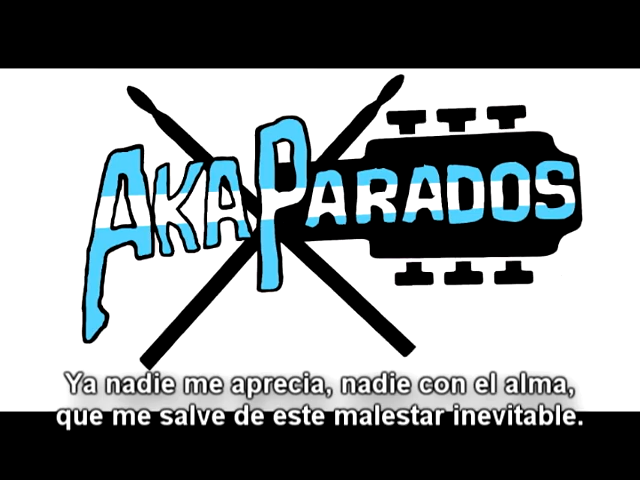 AKAPARADOS
Ya nadie me aprecia, nadie con el alma,
que me salve de este malestar inevitable.